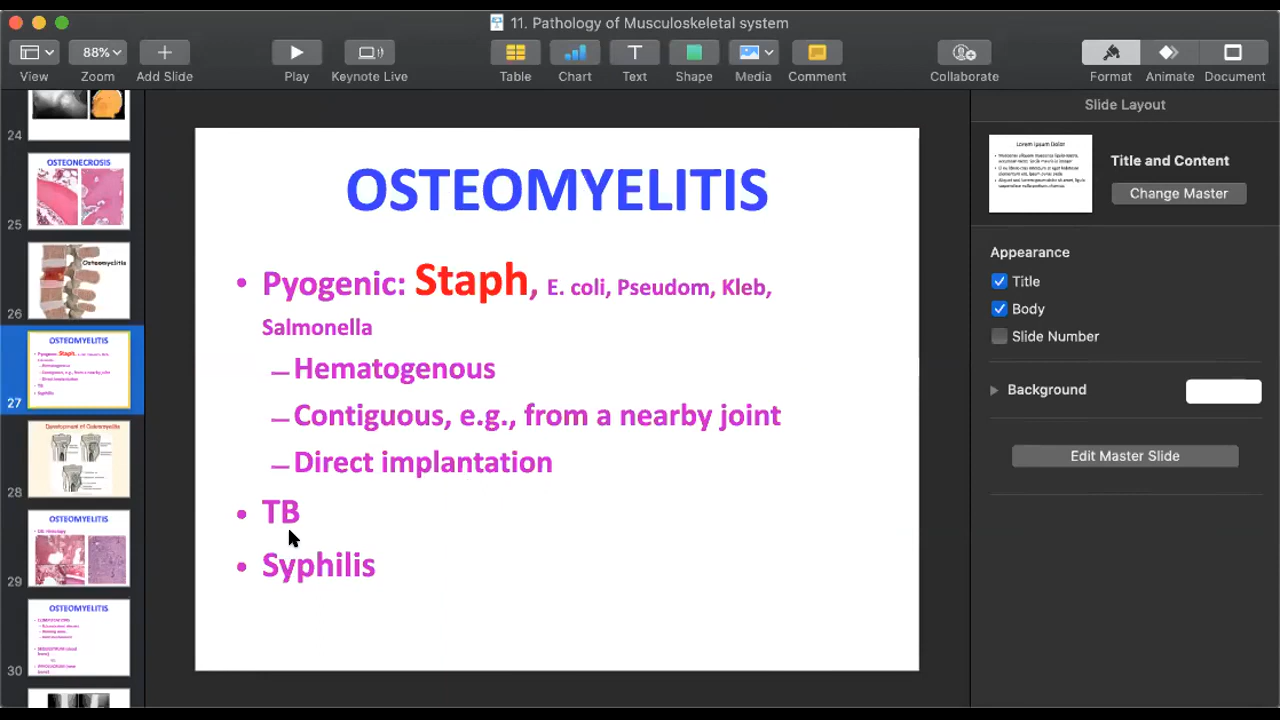 11. Pathology of Musculoskeletal system
88%
View
Zoom
Add Slide
Play
Keynote Live
Table
Chart
Text
Shape
Media
Comment
Collaborate
Format
Animate
Document
24
OSTEONECROSIS
25
Osteomyelitis
26
OSTEOMYELITIS
27
Development of Osteomyelitis
28
OSTEOMYELITIS
29
OSTEOMYELITIS
30
OSTEOMYELITIS
• Pyogenic: Staph, E. coli, Pseudom, Kleb,
Salmonella
– Hematogenous
– Contiguous, e.g., from a nearby joint
– Direct implantation
• TB
• Syphilis
Slide Layout
Lorem Ipsum Dolor
Title and Content
Change Master
Appearance
Title
Body
Slide Number
Background
Edit Master Slide